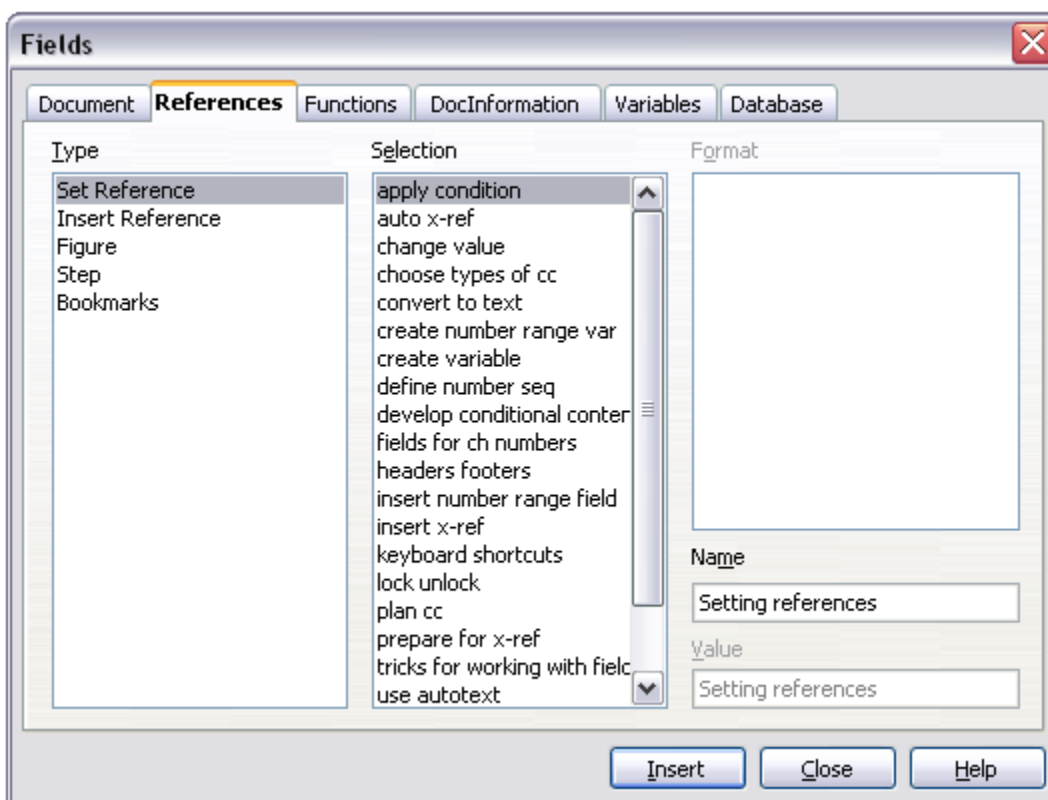 Fields
Document References Functions DocInformation Variables Database
Type
Set Reference
Insert Reference
Figure
Step
Bookmarks
Selection
apply condition
auto x-ref
change value
choose types of cc
convert to text
create number range var
create variable
define number seq
develop conditional conter
fields for ch numbers
headers footers
insert number range field
insert x-ref
keyboard shortcuts
lock unlock
plan cc
prepare for x-ref
tricks for working with fielc
use autotext
Format
Name
Setting references
Value
Setting references
Insert Close Help